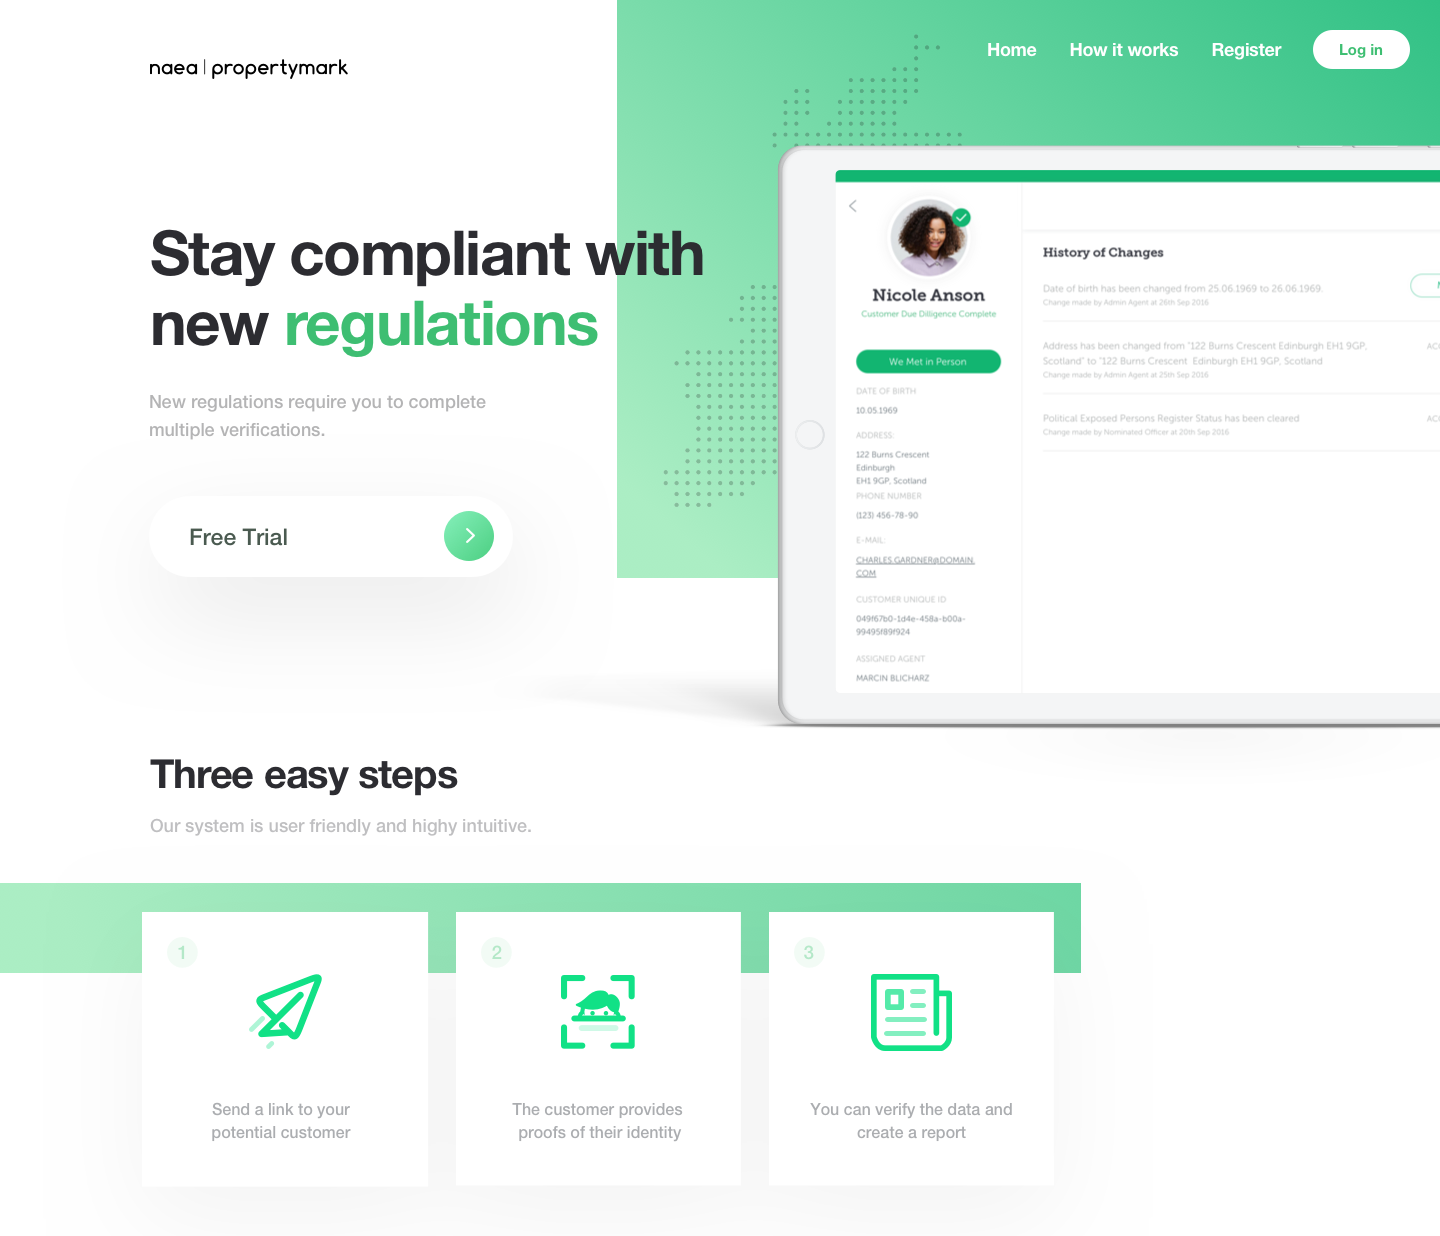 naea | propertymark
Home How it works Register Log in
Stay compliant with
new regulations
New regulations require you to complete
multiple verifications.
Free Trial
Nicole Anson
Customer Due Dilligence Complete
We Met in Person
DATE OF BIRTH
10.05.1969
ADDRESS:
122 Burns Crescent
Edinburgh
EH1 9GP, Scotland
PHONE NUMBER
(123) 456-78-90
E-MAIL:
CHARLES.GARDNER@DOMAIN.
COM
CUSTOMER UNIQUE ID
049f67b0-1d4e-458a-b00a-
99495f89f924
ASSIGNED AGENT
MARCIN BLICHARZ
History of Changes
Date of birth has been changed from 25.06.1969 to 26.06.1969.
Change made by Admin Agent at 26th Sep 2016
Address has been changed from "122 Burns Crescent Edinburgh EH1 9GP,
Scotland" to "122 Burns Crescent Edinburgh EH1 9GP, Scotland
Change made by Admin Agent at 25th Sep 2016
Political Exposed Persons Register Status has been cleared
Change made by Nominated Officer at 20th Sep 2016
Three easy steps
Our system is user friendly and highy intuitive.
1
Send a link to your
potential customer
2
The customer provides
proofs of their identity
3
You can verify the data and
create a report